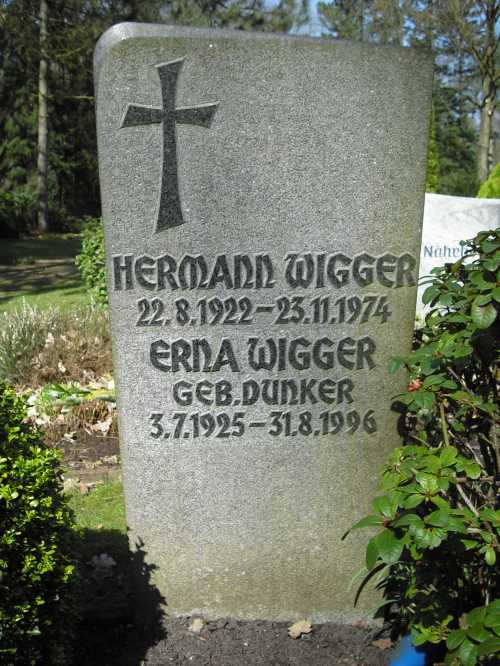 HERMANN WIGGER
22.8.1922–23.11.1974
ERNA WIGGER
GEB.DUNKER
3.7.1925–31.8.1996